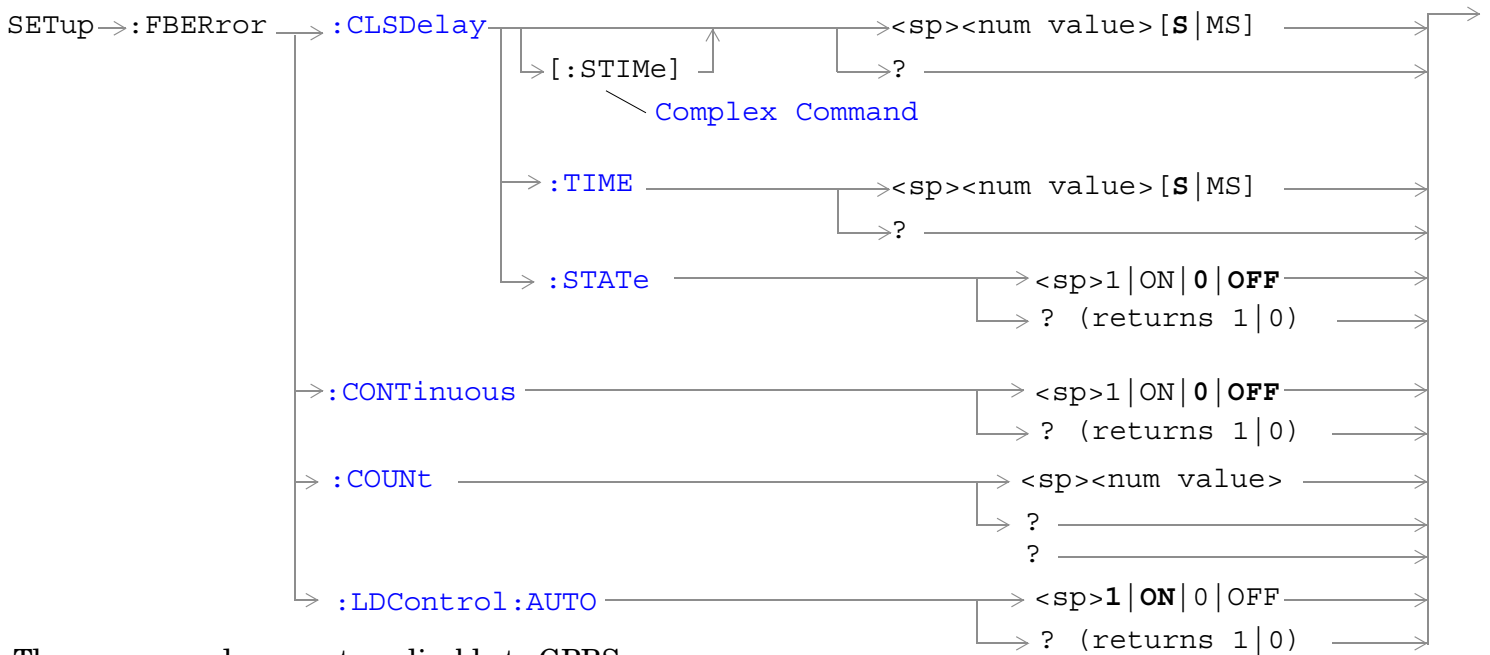 SETup :FBERror :CLSDelay <sp><num value>[S|MS]
[:STIMe] ?
Complex Command
:TIME <sp><num value>[S|MS]
?
:STATe <sp>1|ON|0|OFF
? (returns 1|0)
:CONTinuous <sp>1|ON|0|OFF
? (returns 1|0)
:COUNt <sp><num value>
?
?
:LDControl:AUTO <sp>1|ON|0|OFF
? (returns 1|0)